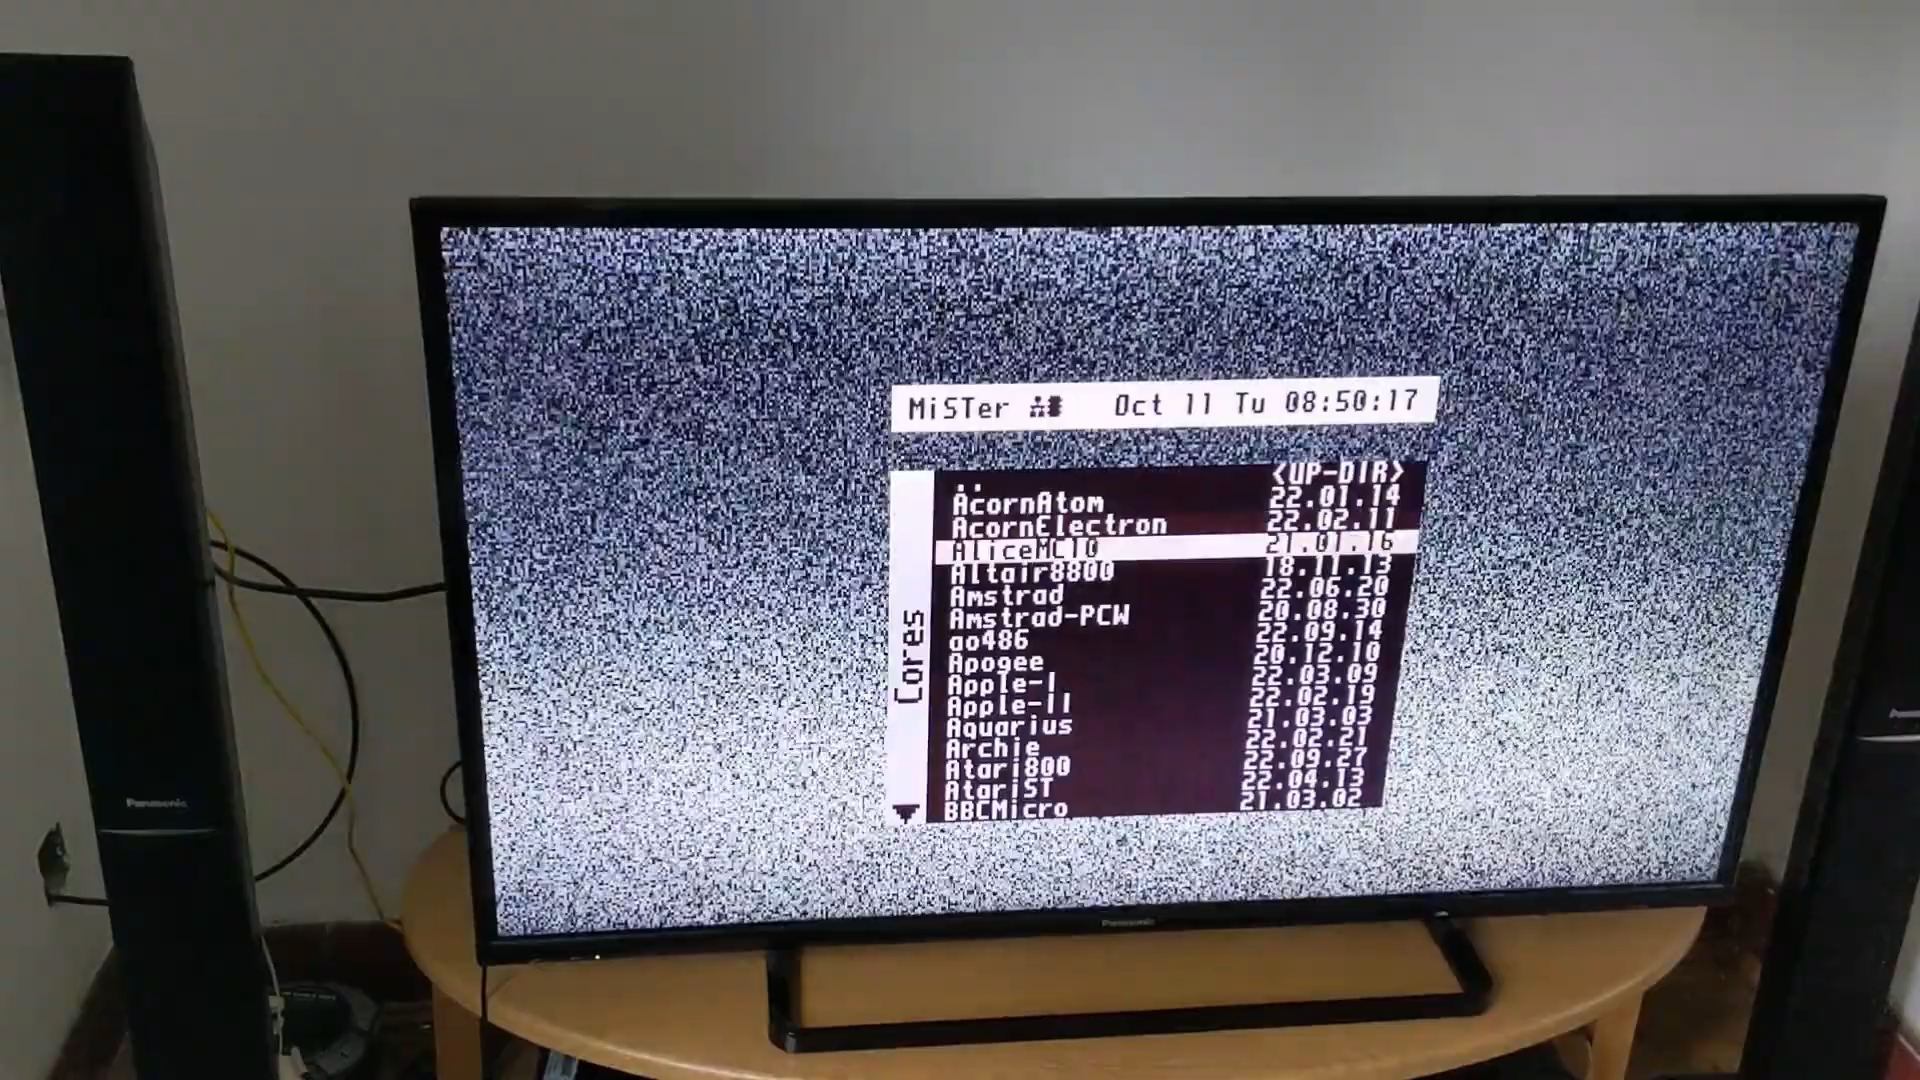 MiSTer Oct 11 Tu 08:50:17
.. <UP-DIR>
AcornAtom 22.01.14
AcornElectron 22.02.11
AliceMC10 21.01.16
Altair8800 18.11.13
Amstrad 22.06.20
Amstrad-PCW 20.08.30
ao486 22.09.14
Apogee 20.12.10
Apple-I 22.03.09
Apple-II 22.02.19
Aquarius 21.03.03
Archie 22.02.21
Atari800 22.09.27
AtariST 22.04.13
BBCMicro 21.03.02
Cores
Panasonic
Panasonic